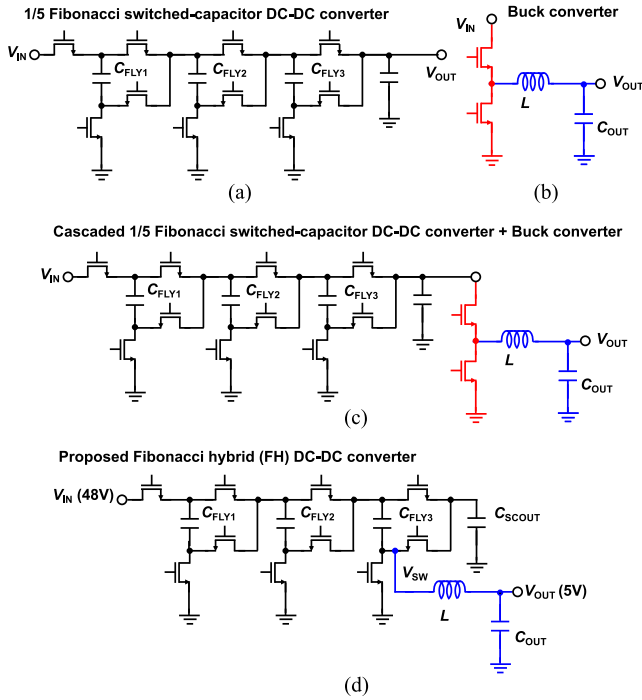 1/5 Fibonacci switched-capacitor DC-DC converter
Buck converter
VIN
CFLY1
CFLY2
CFLY3
VOUT
VIN
L
VOUT
COUT
(a)
(b)
Cascaded 1/5 Fibonacci switched-capacitor DC-DC converter + Buck converter
VIN
CFLY1
CFLY2
CFLY3
L
VOUT
COUT
(c)
Proposed Fibonacci hybrid (FH) DC-DC converter
VIN (48V)
CFLY1
CFLY2
CFLY3
CSCOUT
VSW
L
VOUT (5V)
COUT
(d)